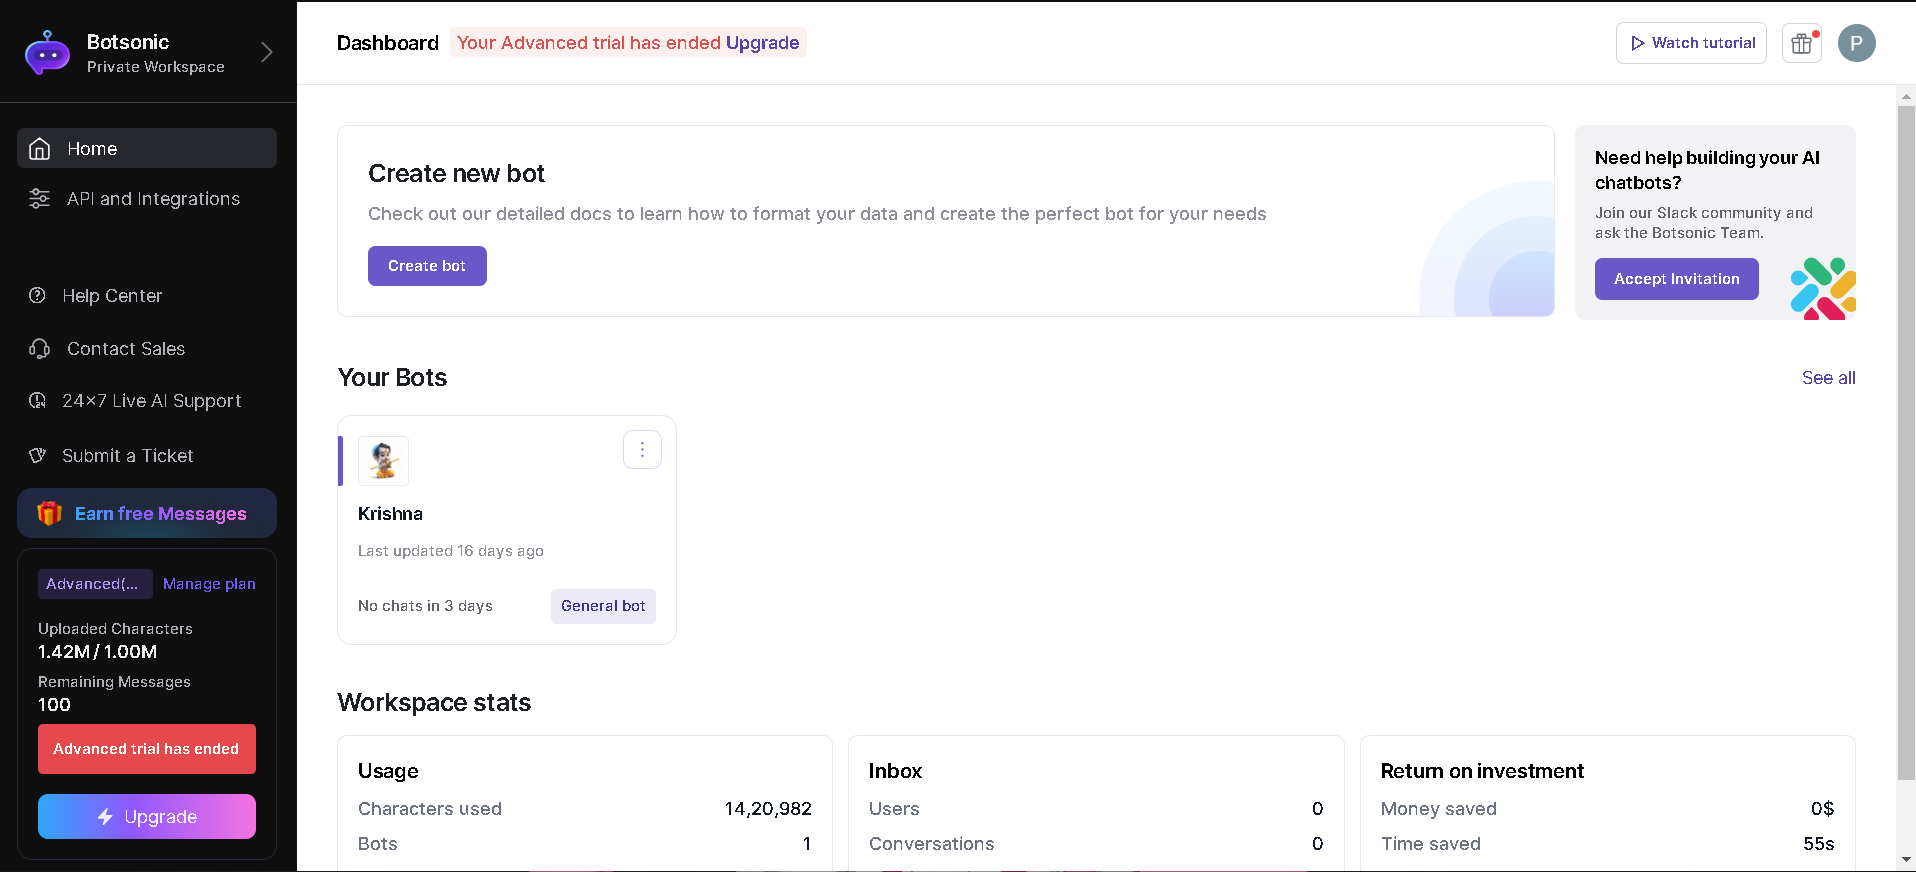 Botsonic
Private Workspace
Home
API and Integrations
Help Center
Contact Sales
24×7 Live AI Support
Submit a Ticket
Earn free Messages
Advanced(...
Manage plan
Uploaded Characters
1.42M / 1.00M
Remaining Messages
100
Advanced trial has ended
Upgrade
Dashboard
Your Advanced trial has ended Upgrade
Watch tutorial
P
Create new bot
Check out our detailed docs to learn how to format your data and create the perfect bot for your needs
Create bot
Need help building your AI
chatbots?
Join our Slack community and
ask the Botsonic Team.
Accept Invitation
Your Bots
See all
Krishna
Last updated 16 days ago
No chats in 3 days
General bot
Workspace stats
Usage
Characters used 14,20,982
Bots 1
Inbox
Users 0
Conversations 0
Return on investment
Money saved 0$
Time saved 55s